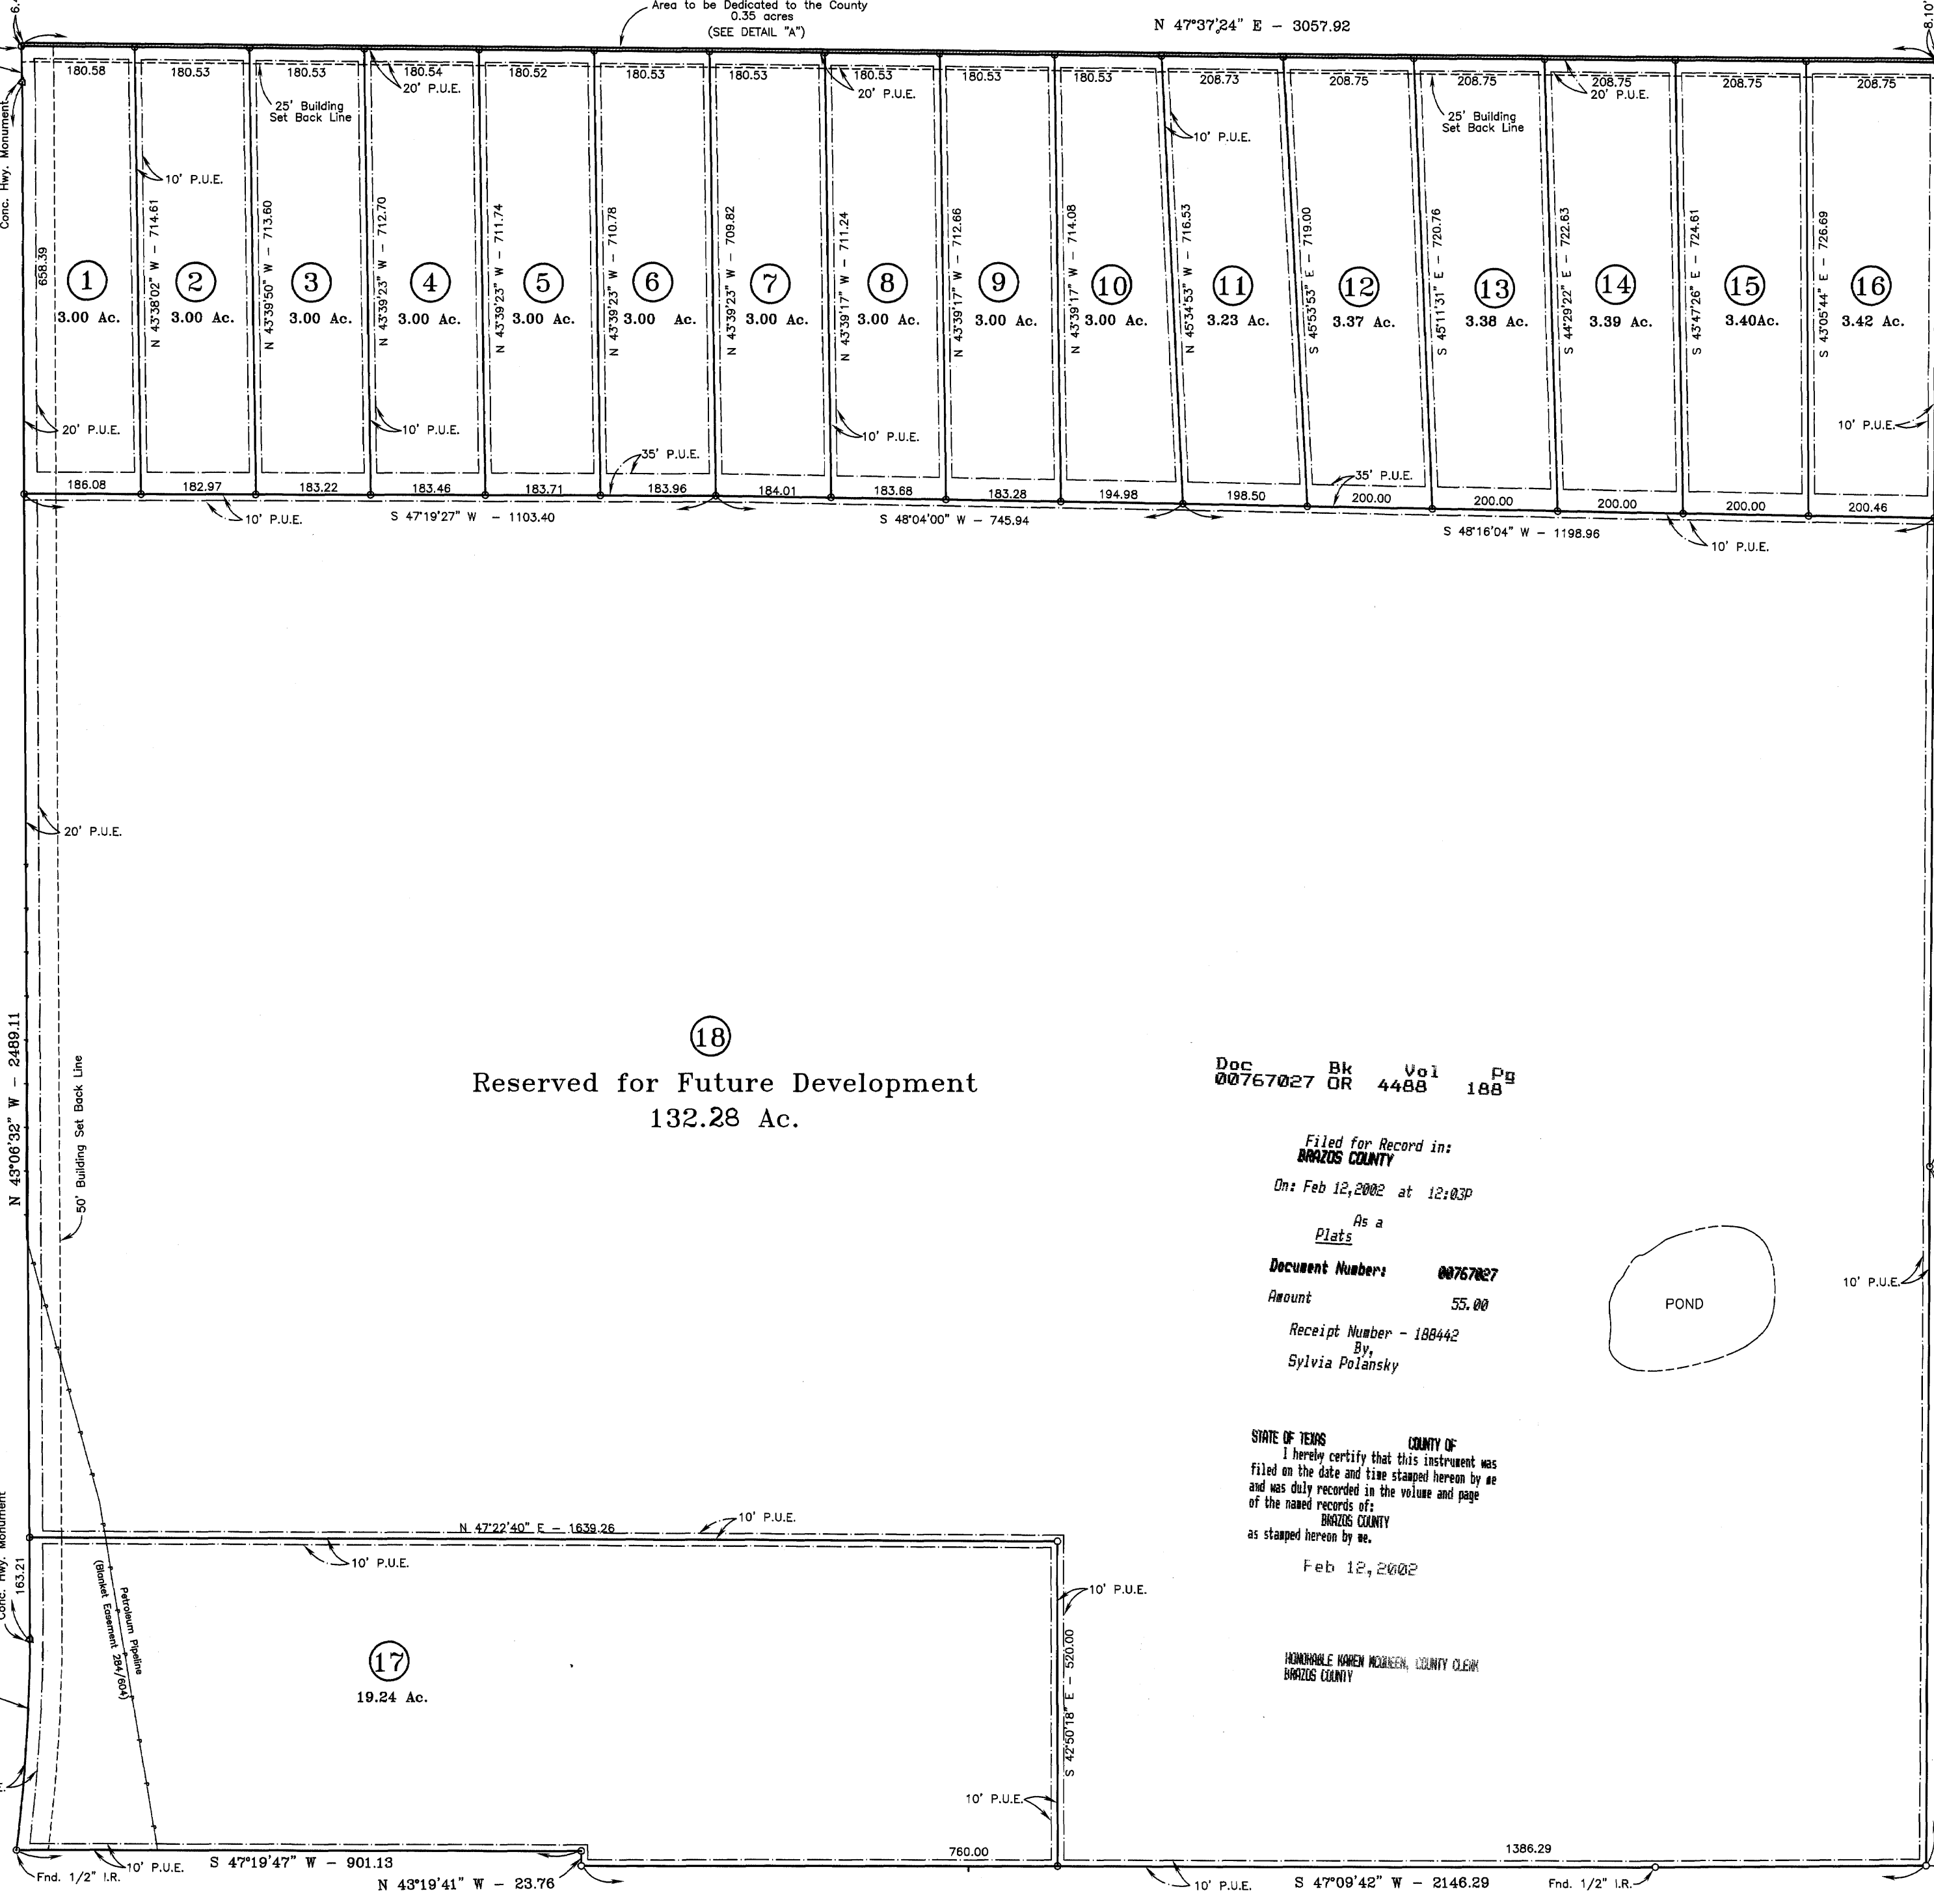 Area to be Dedicated to the County
0.35 acres
(SEE DETAIL "A")
N 47°37'24" E - 3057.92
8.10'
Conc. Hwy. Monument
180.58
180.53
180.53
180.54
180.52
180.53
180.53
180.53
180.53
180.53
208.73
208.75
208.75
208.75
208.75
208.75
20' P.U.E.
20' P.U.E.
20' P.U.E.
25' Building
Set Back Line
25' Building
Set Back Line
10' P.U.E.
10' P.U.E.
658.39
N 43°38'02" W - 714.61
N 43°39'50" W - 713.60
N 43°39'23" W - 712.70
N 43°39'23" W - 711.74
N 43°39'23" W - 710.78
N 43°39'23" W - 709.82
N 43°39'17" W - 711.24
N 43°39'17" W - 712.66
N 43°39'17" W - 714.08
N 45°34'53" W - 716.53
S 45°53'53" E - 719.00
S 45°11'31" E - 720.76
S 44°29'22" E - 722.63
S 43°47'26" E - 724.61
S 43°05'44" E - 726.69
1
3.00 Ac.
2
3.00 Ac.
3
3.00 Ac.
4
3.00 Ac.
5
3.00 Ac.
6
3.00 Ac.
7
3.00 Ac.
8
3.00 Ac.
9
3.00 Ac.
10
3.00 Ac.
11
3.23 Ac.
12
3.37 Ac.
13
3.38 Ac.
14
3.39 Ac.
15
3.40Ac.
16
3.42 Ac.
20' P.U.E.
10' P.U.E.
10' P.U.E.
10' P.U.E.
35' P.U.E.
35' P.U.E.
186.08
182.97
183.22
183.46
183.71
183.96
184.01
183.68
183.28
194.98
198.50
200.00
200.00
200.00
200.00
200.46
10' P.U.E.
S 47°19'27" W - 1103.40
S 48°04'00" W - 745.94
S 48°16'04" W - 1198.96
10' P.U.E.
20' P.U.E.
N 43°06'32" W - 2489.11
50' Building Set Back Line
18
Reserved for Future Development
132.28 Ac.
Doc Bk Vol Pg
00767027 OR 4488 188
Filed for Record in:
BRAZOS COUNTY
On: Feb 12,2002 at 12:03P
As a
Plats
Document Number: 00767027
Amount 55.00
Receipt Number - 188442
By,
Sylvia Polansky
POND
10' P.U.E.
STATE OF TEXAS COUNTY OF
I hereby certify that this instrument was
filed on the date and time stamped hereon by me
and was duly recorded in the volume and page
of the named records of:
BRAZOS COUNTY
as stamped hereon by me.
Feb 12,2002
HONORABLE KAREN MCQUEEN, COUNTY CLERK
BRAZOS COUNTY
N 47°22'40" E - 1639.26
10' P.U.E.
10' P.U.E.
10' P.U.E.
Conc. Hwy. Monument
163.21
Petroleum Pipeline
(Blanket Easement 284/604)
17
19.24 Ac.
S 42°50'18" E - 520.00
10' P.U.E.
760.00
1386.29
Fnd. 1/2" I.R.
10' P.U.E.
S 47°19'47" W - 901.13
N 43°19'41" W - 23.76
10' P.U.E.
S 47°09'42" W - 2146.29
Fnd. 1/2" I.R.